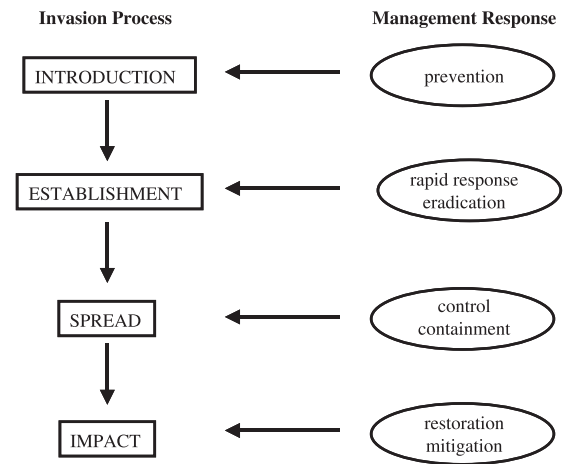 Invasion Process
Management Response
INTRODUCTION
prevention
ESTABLISHMENT
rapid response
eradication
SPREAD
control
containment
IMPACT
restoration
mitigation